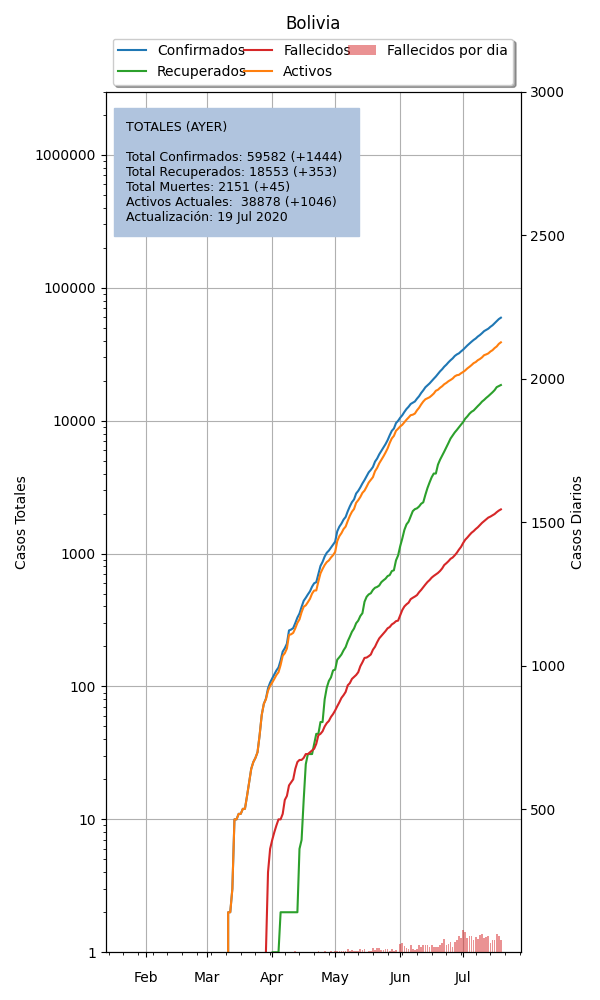 Bolivia
Confirmados Fallecidos Fallecidos por dia
Recuperados Activos
TOTALES (AYER)
Total Confirmados: 59582 (+1444)
Total Recuperados: 18553 (+353)
Total Muertes: 2151 (+45)
Activos Actuales:  38878 (+1046)
Actualización: 19 Jul 2020
Casos Totales
1000000
100000
10000
1000
100
10
1
3000
2500
2000
1500
1000
500
Casos Diarios
Feb Mar Apr May Jun Jul